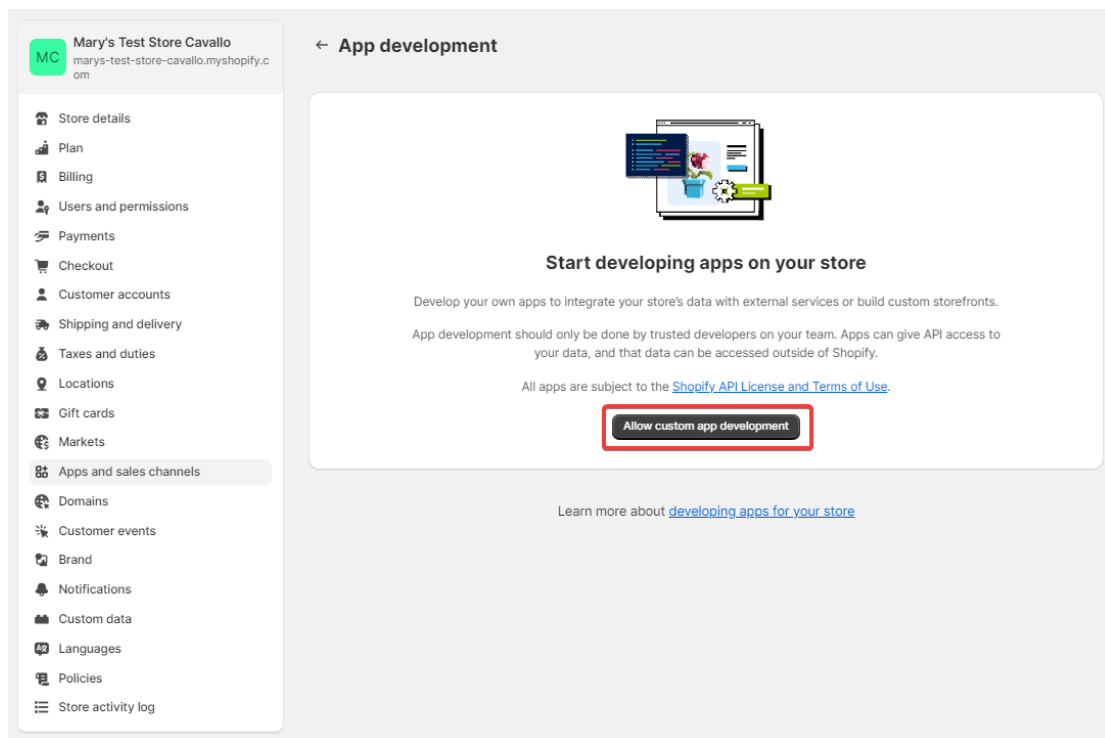 MC
Mary's Test Store Cavallo
marys-test-store-cavallo.myshopify.c
om
Store details
Plan
Billing
Users and permissions
Payments
Checkout
Customer accounts
Shipping and delivery
Taxes and duties
Locations
Gift cards
Markets
Apps and sales channels
Domains
Customer events
Brand
Notifications
Custom data
Languages
Policies
Store activity log
← App development
Start developing apps on your store
Develop your own apps to integrate your store's data with external services or build custom storefronts.
App development should only be done by trusted developers on your team. Apps can give API access to
your data, and that data can be accessed outside of Shopify.
All apps are subject to the Shopify API License and Terms of Use.
Allow custom app development
Learn more about developing apps for your store